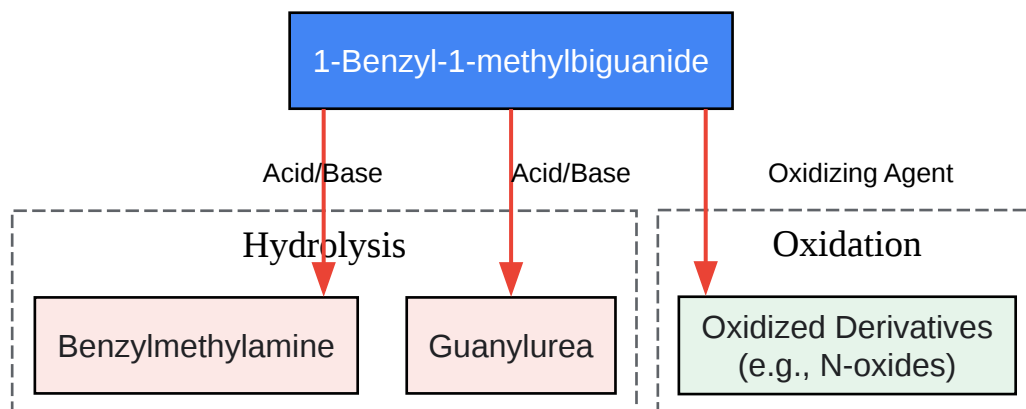 1-Benzyl-1-methylbiguanide
Acid/Base
Acid/Base
Oxidizing Agent
Hydrolysis
Oxidation
Benzylmethylamine
Guanylurea
Oxidized Derivatives
(e.g., N-oxides)